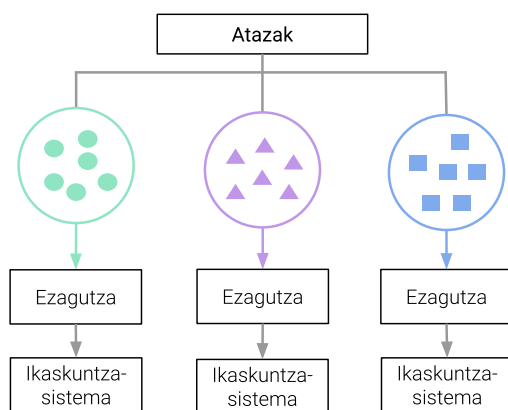 Atazak
Ezagutza
Ezagutza
Ezagutza
Ikaskuntza-
sistema
Ikaskuntza-
sistema
Ikaskuntza-
sistema